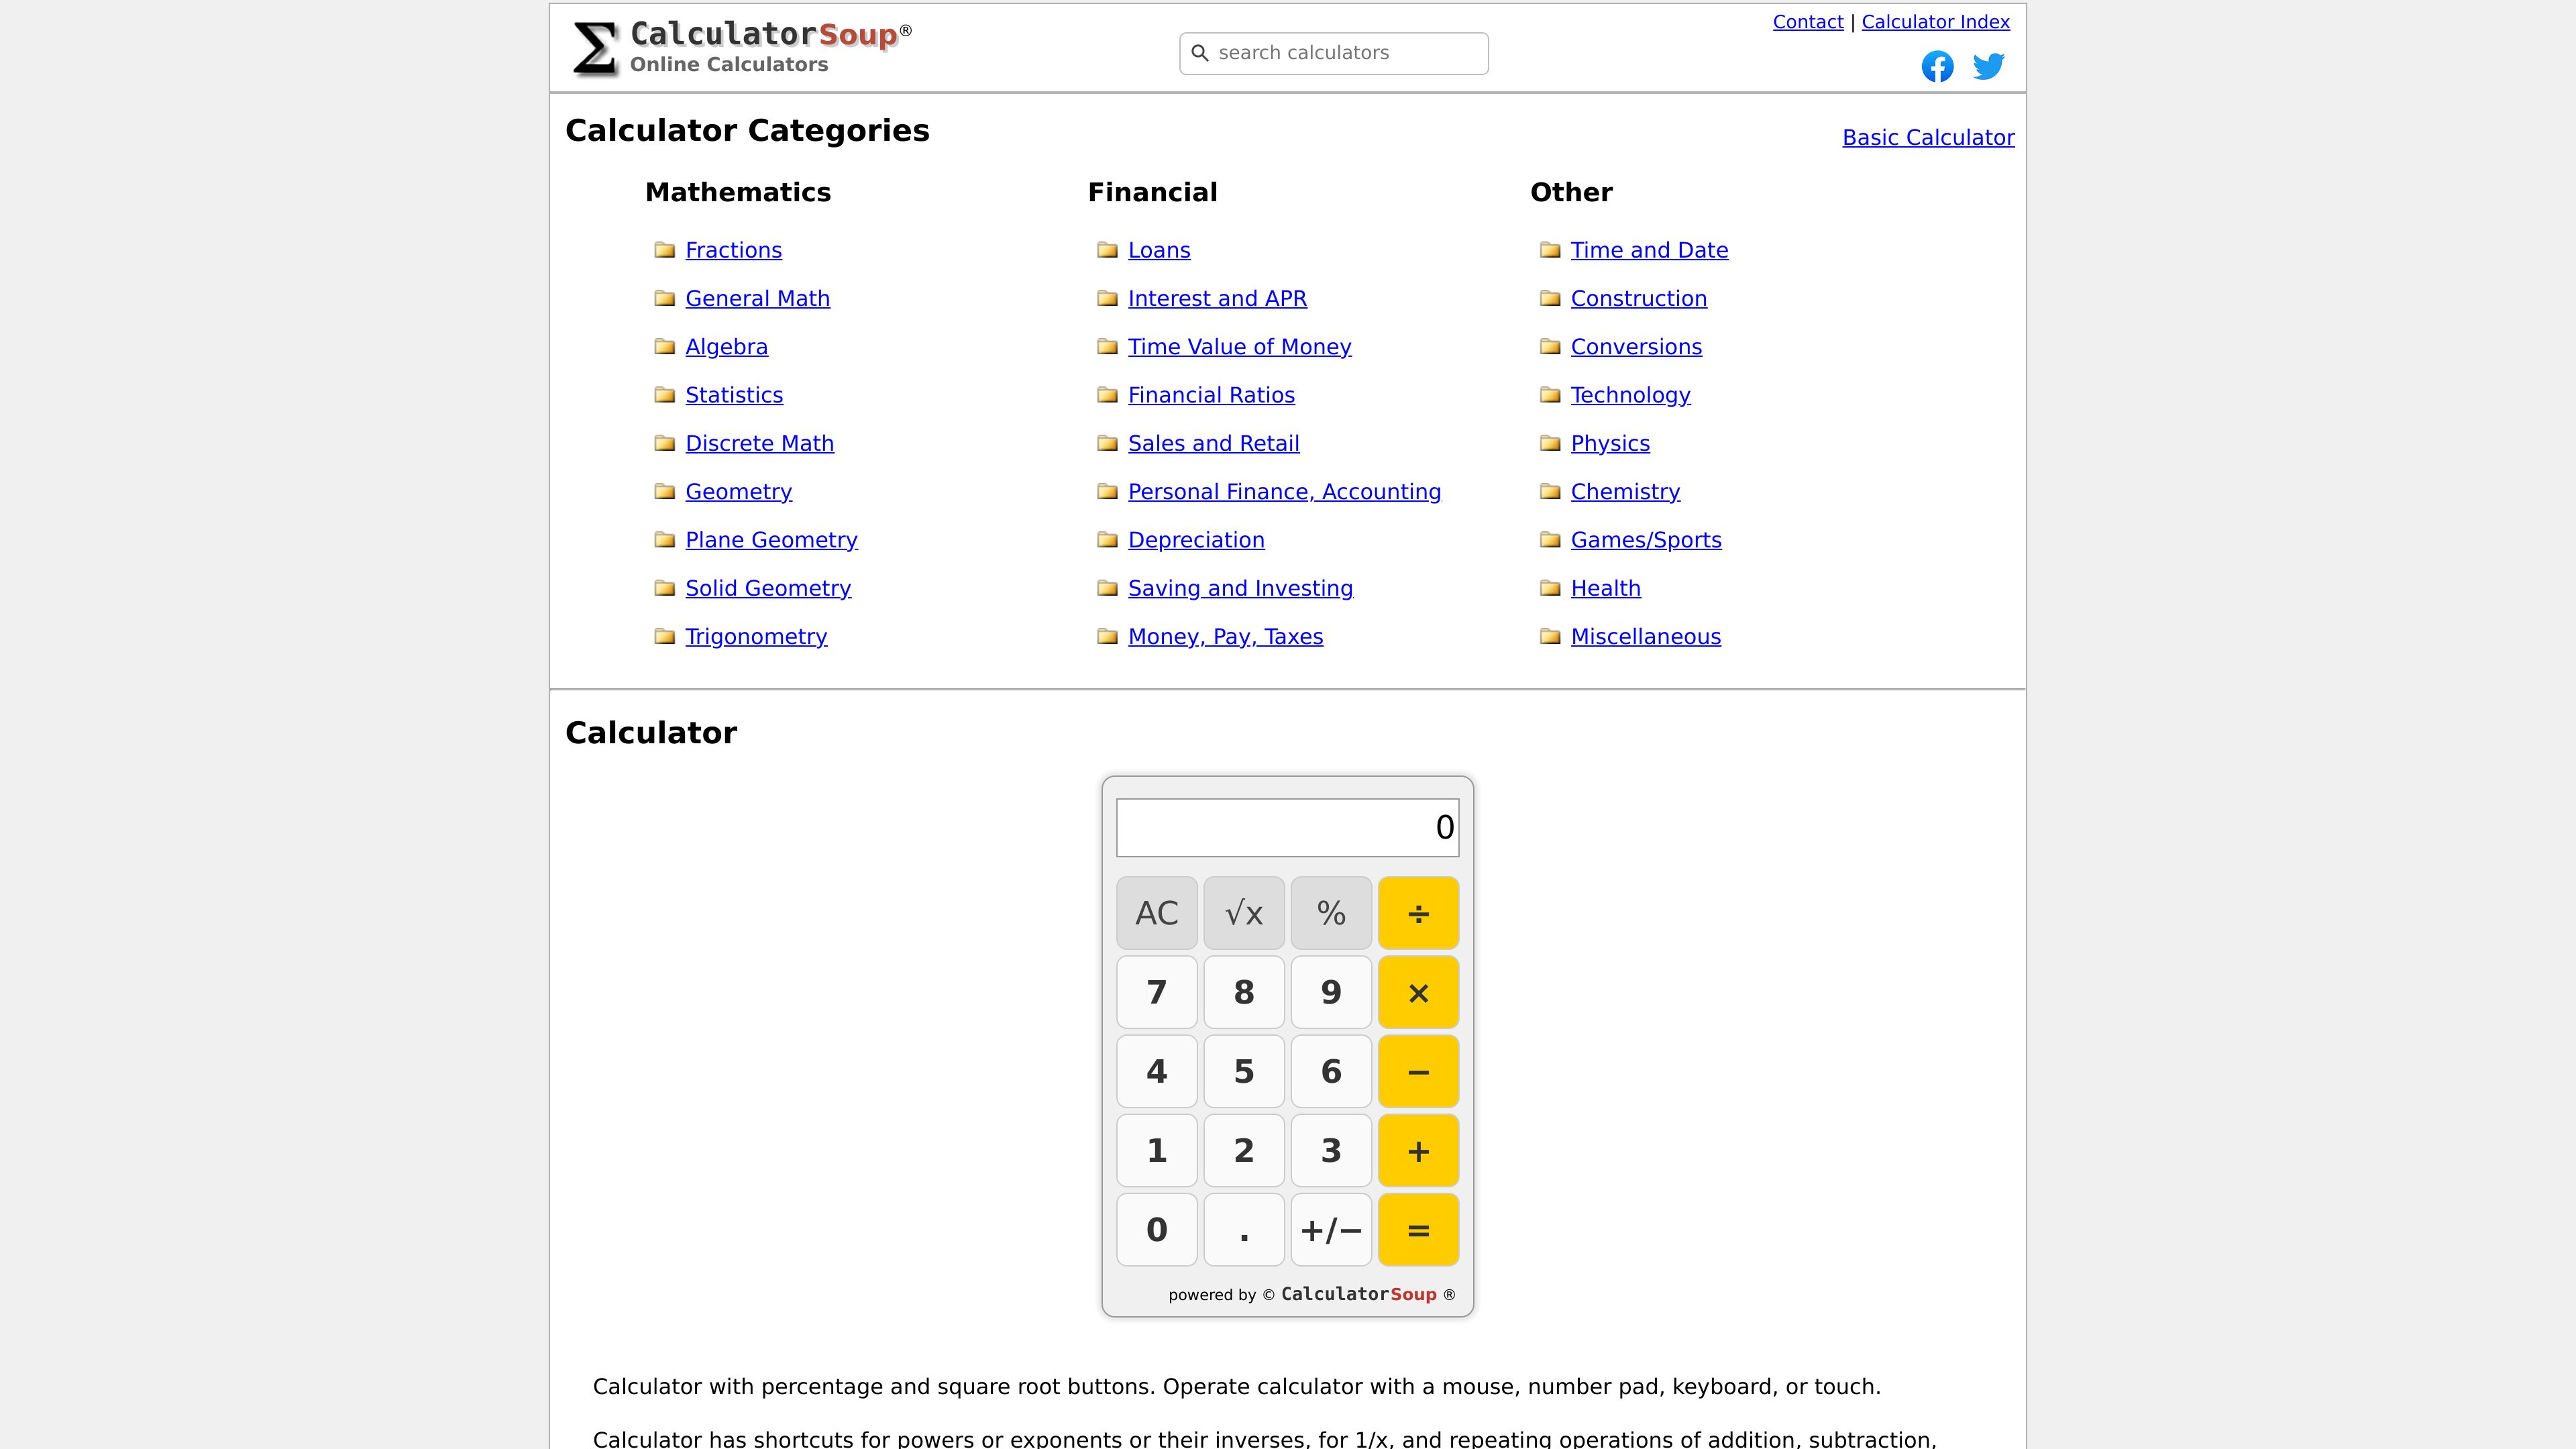 Σ CalculatorSoup®
Online Calculators
search calculators
Contact | Calculator Index
Calculator Categories
Basic Calculator
Mathematics
Fractions
General Math
Algebra
Statistics
Discrete Math
Geometry
Plane Geometry
Solid Geometry
Trigonometry
Financial
Loans
Interest and APR
Time Value of Money
Financial Ratios
Sales and Retail
Personal Finance, Accounting
Depreciation
Saving and Investing
Money, Pay, Taxes
Other
Time and Date
Construction
Conversions
Technology
Physics
Chemistry
Games/Sports
Health
Miscellaneous
Calculator
0
AC √x % ÷
7 8 9 ×
4 5 6 −
1 2 3 +
0 . +/− =
powered by © CalculatorSoup ®
Calculator with percentage and square root buttons. Operate calculator with a mouse, number pad, keyboard, or touch.
Calculator has shortcuts for powers or exponents or their inverses, for 1/x, and repeating operations of addition, subtraction,